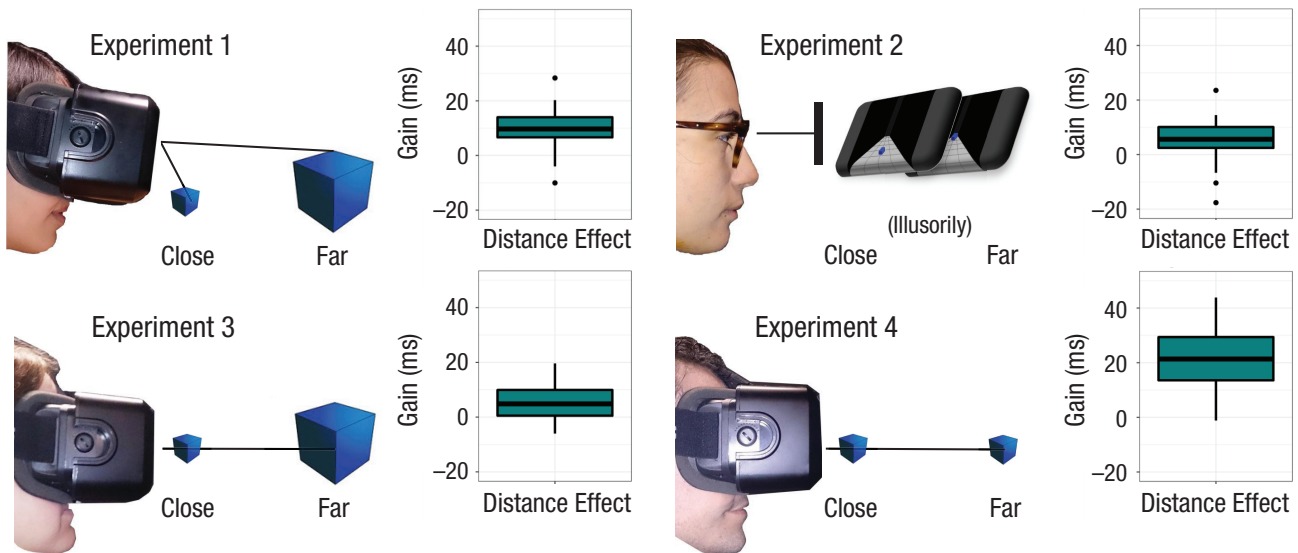 Experiment 1
Close
Far
Gain (ms)
40
20
0
–20
Distance Effect
Experiment 2
(Illusorily)
Close
Far
Gain (ms)
40
20
0
–20
Distance Effect
Experiment 3
Close
Far
Gain (ms)
40
20
0
–20
Distance Effect
Experiment 4
Close
Far
Gain (ms)
40
20
0
–20
Distance Effect